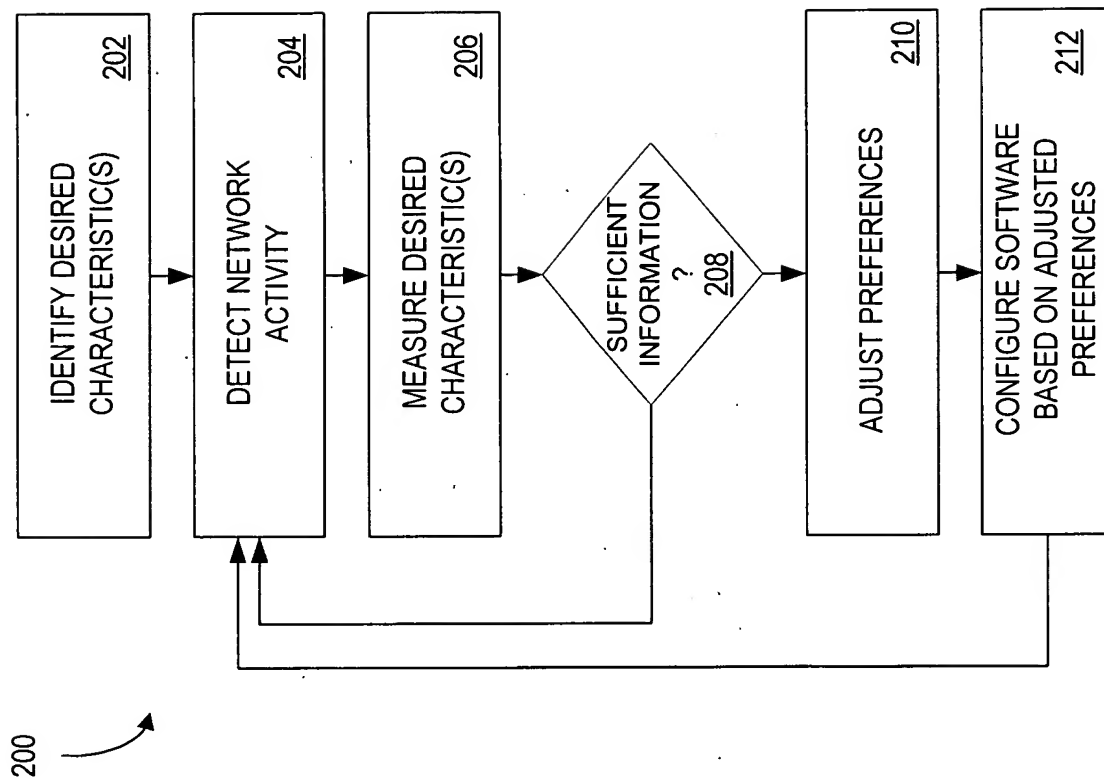 200
IDENTIFY DESIRED
CHARACTERISTIC(S)
202
DETECT NETWORK
ACTIVITY
204
MEASURE DESIRED
CHARACTERISTIC(S)
206
SUFFICIENT
INFORMATION
?
208
ADJUST PREFERENCES
210
CONFIGURE SOFTWARE
BASED ON ADJUSTED
PREFERENCES
212